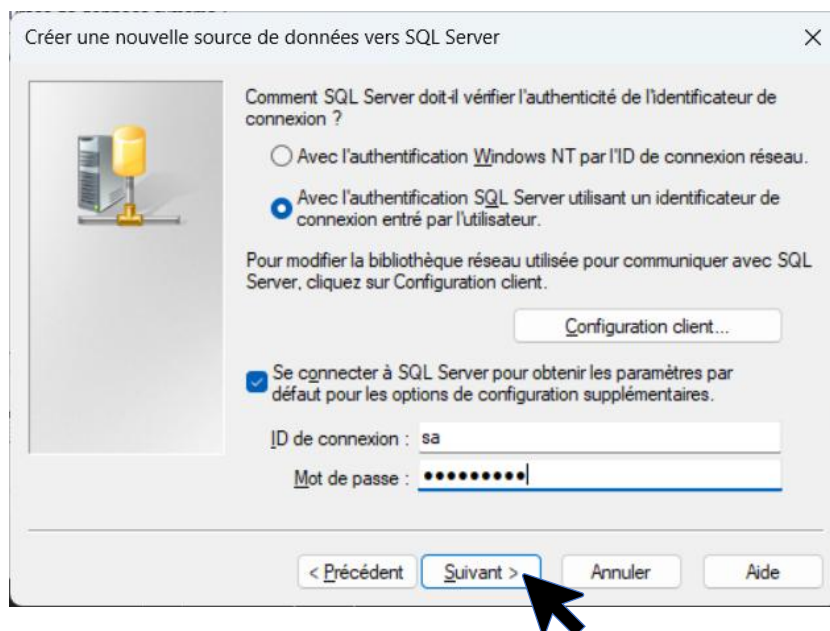 Créer une nouvelle source de données vers SQL Server
Comment SQL Server doit-il vérifier l'authenticité de l'identificateur de
connexion ?
Avec l'authentification Windows NT par l'ID de connexion réseau.
Avec l'authentification SQL Server utilisant un identificateur de
connexion entré par l'utilisateur.
Pour modifier la bibliothèque réseau utilisée pour communiquer avec SQL
Server, cliquez sur Configuration client.
Configuration client...
Se connecter à SQL Server pour obtenir les paramètres par
défaut pour les options de configuration supplémentaires.
ID de connexion : sa
Mot de passe : •••••••••
< Précédent Suivant > Annuler Aide